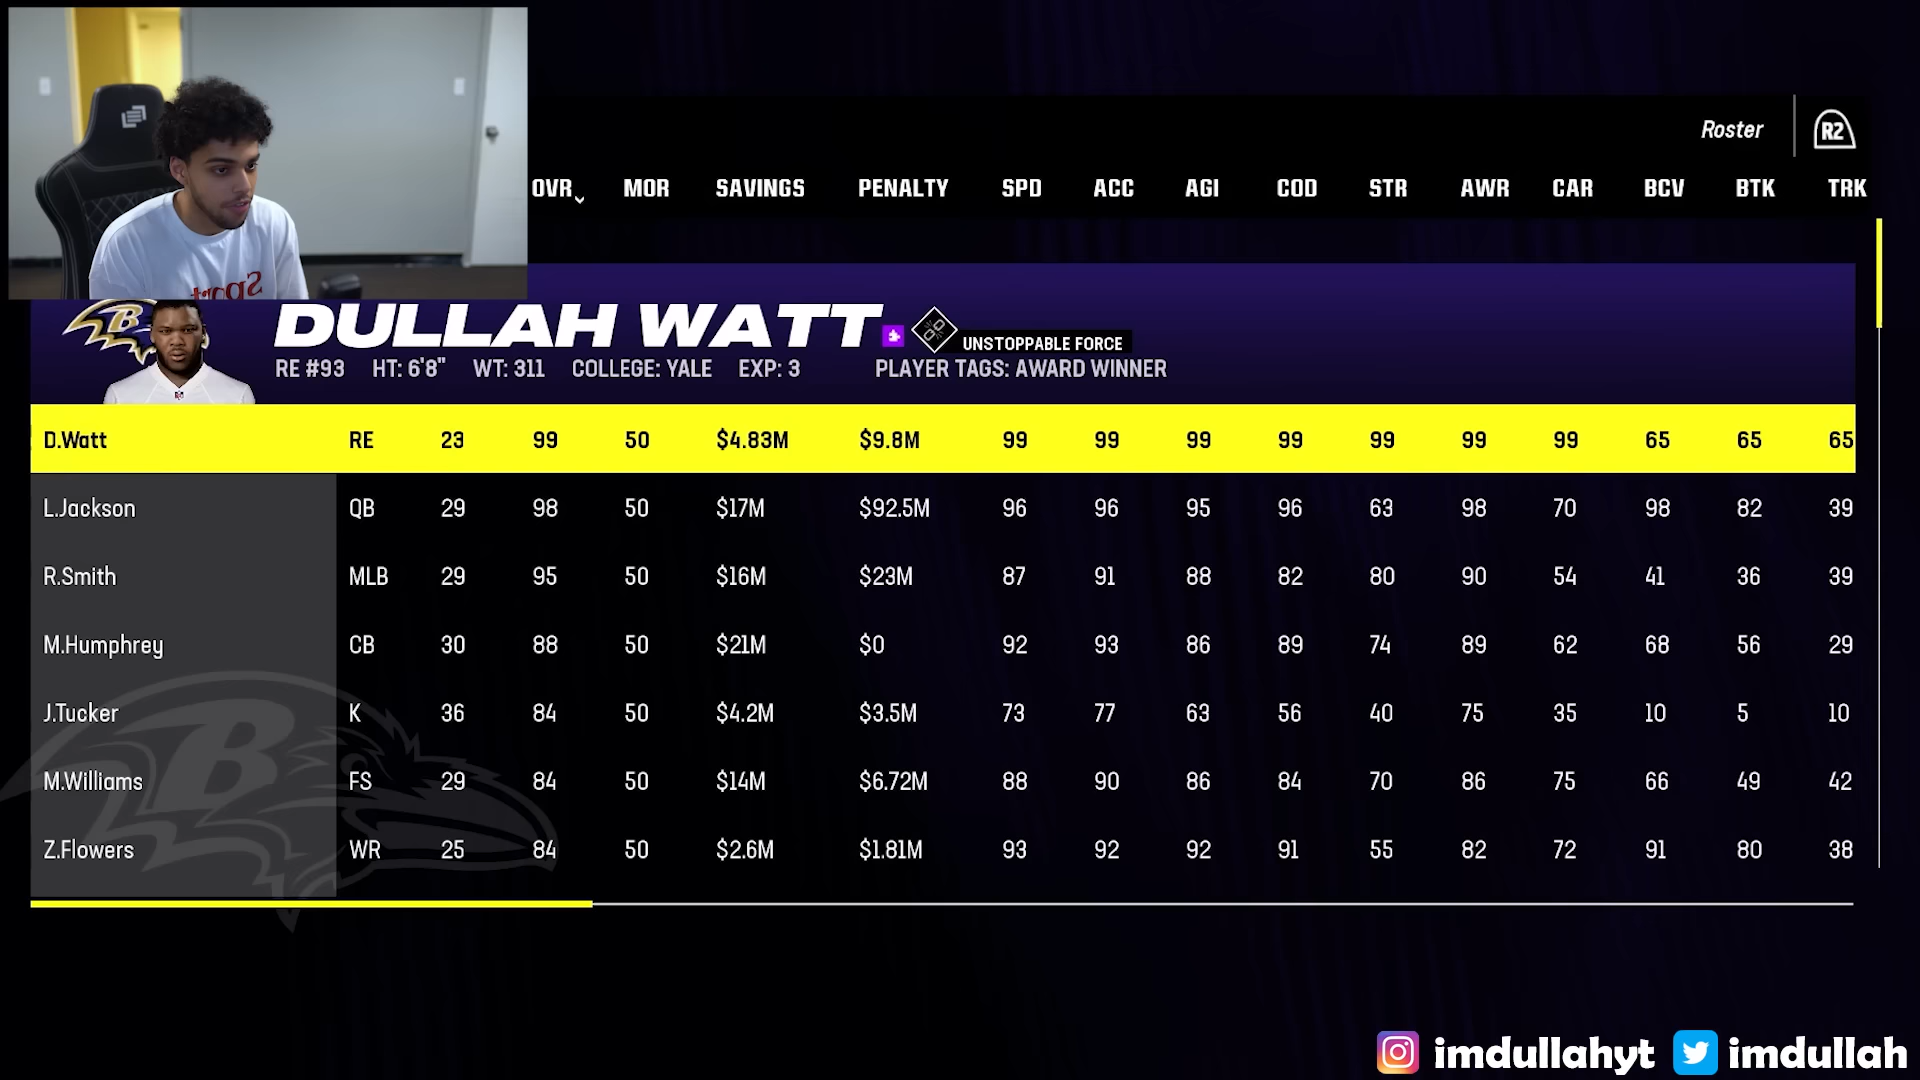 Roster R2
OVR MOR SAVINGS PENALTY SPD ACC AGI COD STR AWR CAR BCV BTK TRK
DULLAH WATT
UNSTOPPABLE FORCE
RE #93 HT: 6'8" WT: 311 COLLEGE: YALE EXP: 3 PLAYER TAGS: AWARD WINNER
D.Watt RE 23 99 50 $4.83M $9.8M 99 99 99 99 99 99 99 65 65 65
L.Jackson QB 29 98 50 $17M $92.5M 96 96 95 96 63 98 70 98 82 39
R.Smith MLB 29 95 50 $16M $23M 87 91 88 82 80 90 54 41 36 39
M.Humphrey CB 30 88 50 $21M $0 92 93 86 89 74 89 62 68 56 29
J.Tucker K 36 84 50 $4.2M $3.5M 73 77 63 56 40 75 35 10 5 10
M.Williams FS 29 84 50 $14M $6.72M 88 90 86 84 70 86 75 66 49 42
Z.Flowers WR 25 84 50 $2.6M $1.81M 93 92 92 91 55 82 72 91 80 38
imdullahyt imdullah